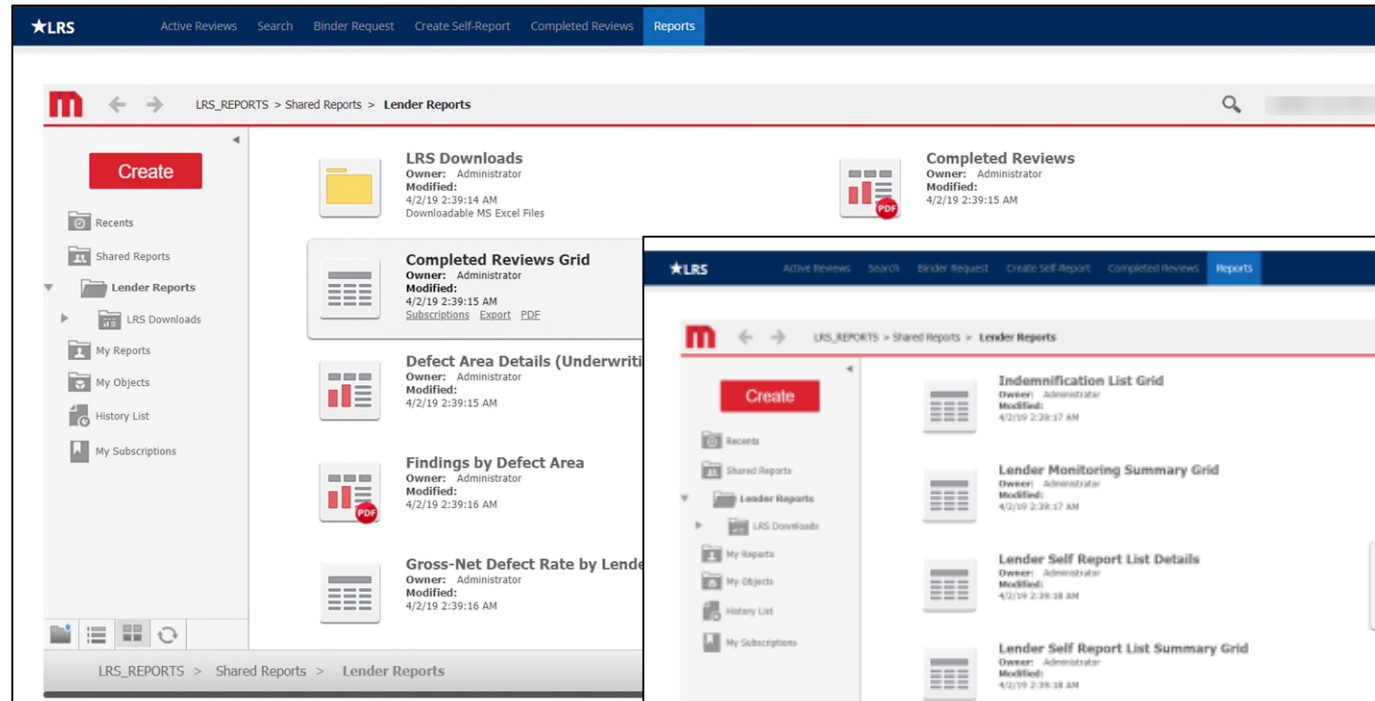 ★LRS Active Reviews Search Binder Request Create Self-Report Completed Reviews Reports
LRS_REPORTS > Shared Reports > Lender Reports
Create
Recents
Shared Reports
Lender Reports
LRS Downloads
My Reports
My Objects
History List
My Subscriptions
LRS Downloads
Owner: Administrator
Modified:
4/2/19 2:39:14 AM
Downloadable MS Excel Files
Completed Reviews
Owner: Administrator
Modified:
4/2/19 2:39:15 AM
PDF
Completed Reviews Grid
Owner: Administrator
Modified:
4/2/19 2:39:15 AM
Subscriptions Export PDF
Defect Area Details (Underwriti
Owner: Administrator
Modified:
4/2/19 2:39:15 AM
Findings by Defect Area
Owner: Administrator
Modified:
4/2/19 2:39:16 AM
PDF
Gross-Net Defect Rate by Lende
Owner: Administrator
Modified:
4/2/19 2:39:16 AM
LRS_REPORTS > Shared Reports > Lender Reports
★LRS Active Reviews Search Binder Request Create Self-Report Completed Reviews Reports
LRS_REPORTS > Shared Reports > Lender Reports
Create
Recents
Shared Reports
Lender Reports
LRS Downloads
My Reports
My Objects
History List
My Subscriptions
Indemnification List Grid
Owner: Administrator
Modified:
4/2/19 2:39:17 AM
Lender Monitoring Summary Grid
Owner: Administrator
Modified:
4/2/19 2:39:17 AM
Lender Self Report List Details
Owner: Administrator
Modified:
4/2/19 2:39:18 AM
Lender Self Report List Summary Grid
Owner: Administrator
Modified:
4/2/19 2:39:18 AM